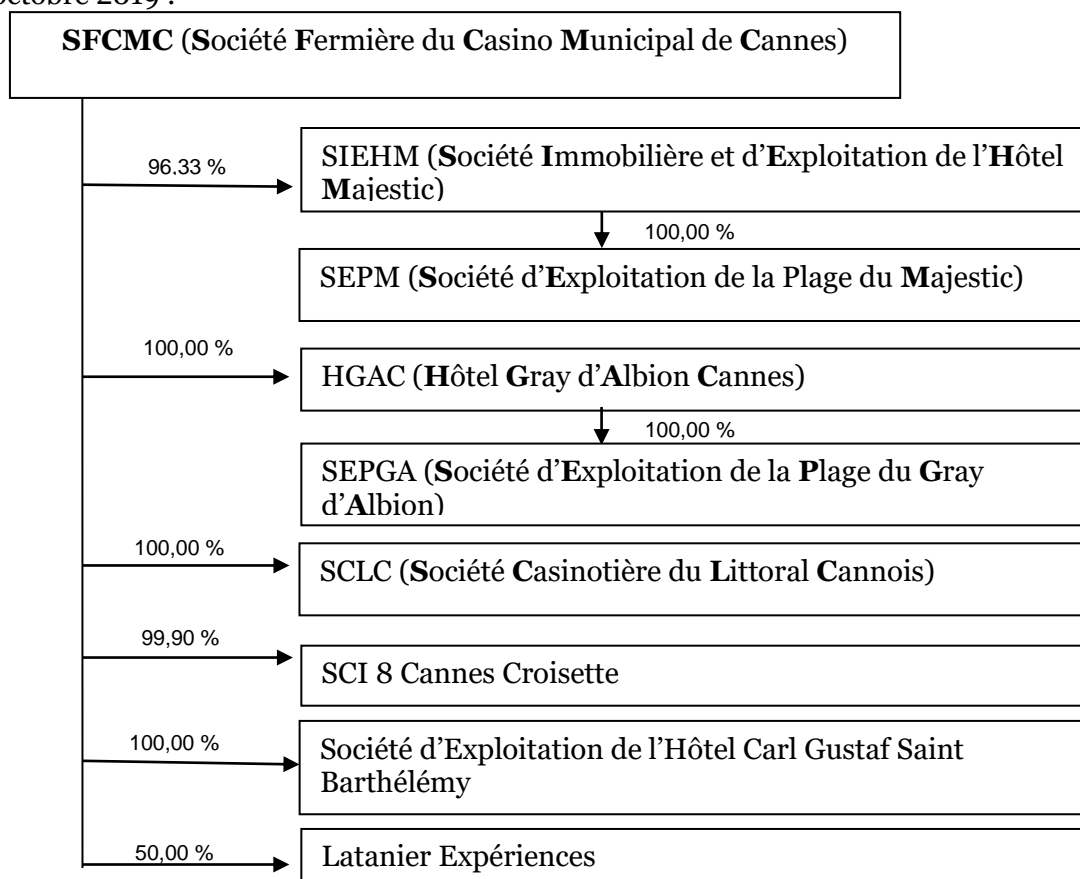 octobre 2019 :
SFCMC (Société Fermière du Casino Municipal de Cannes)
96.33 %
SIEHM (Société Immobilière et d’Exploitation de l’Hôtel
Majestic)
100,00 %
SEPM (Société d’Exploitation de la Plage du Majestic)
100,00 %
HGAC (Hôtel Gray d’Albion Cannes)
100,00 %
SEPGA (Société d’Exploitation de la Plage du Gray
d’Albion)
100,00 %
SCLC (Société Casinotière du Littoral Cannois)
99,90 %
SCI 8 Cannes Croisette
100,00 %
Société d’Exploitation de l’Hôtel Carl Gustaf Saint
Barthélémy
50,00 %
Latanier Expériences